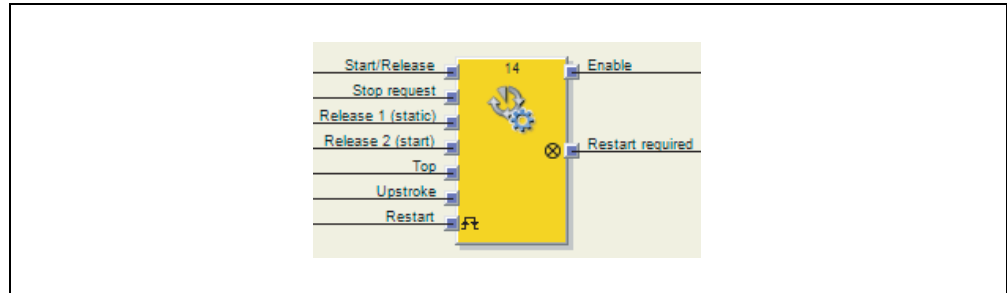 Start/Release
14
Enable
Stop request
Release 1 (static)
Release 2 (start)
Restart required
Top
Upstroke
Restart